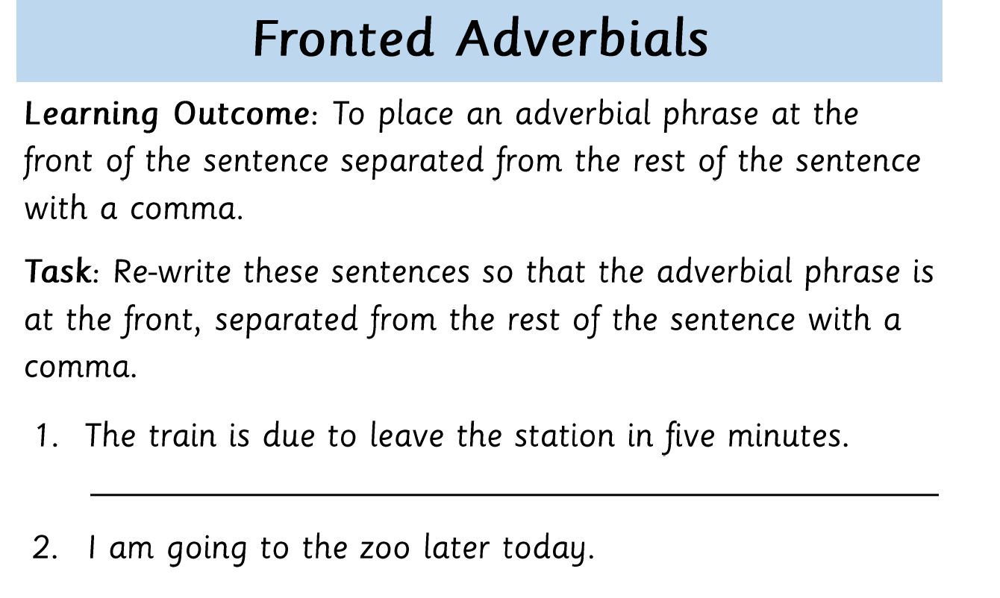 Fronted Adverbials
Learning Outcome: To place an adverbial phrase at the
front of the sentence separated from the rest of the sentence
with a comma.
Task: Re-write these sentences so that the adverbial phrase is
at the front, separated from the rest of the sentence with a
comma.
1. The train is due to leave the station in five minutes.
2. I am going to the zoo later today.